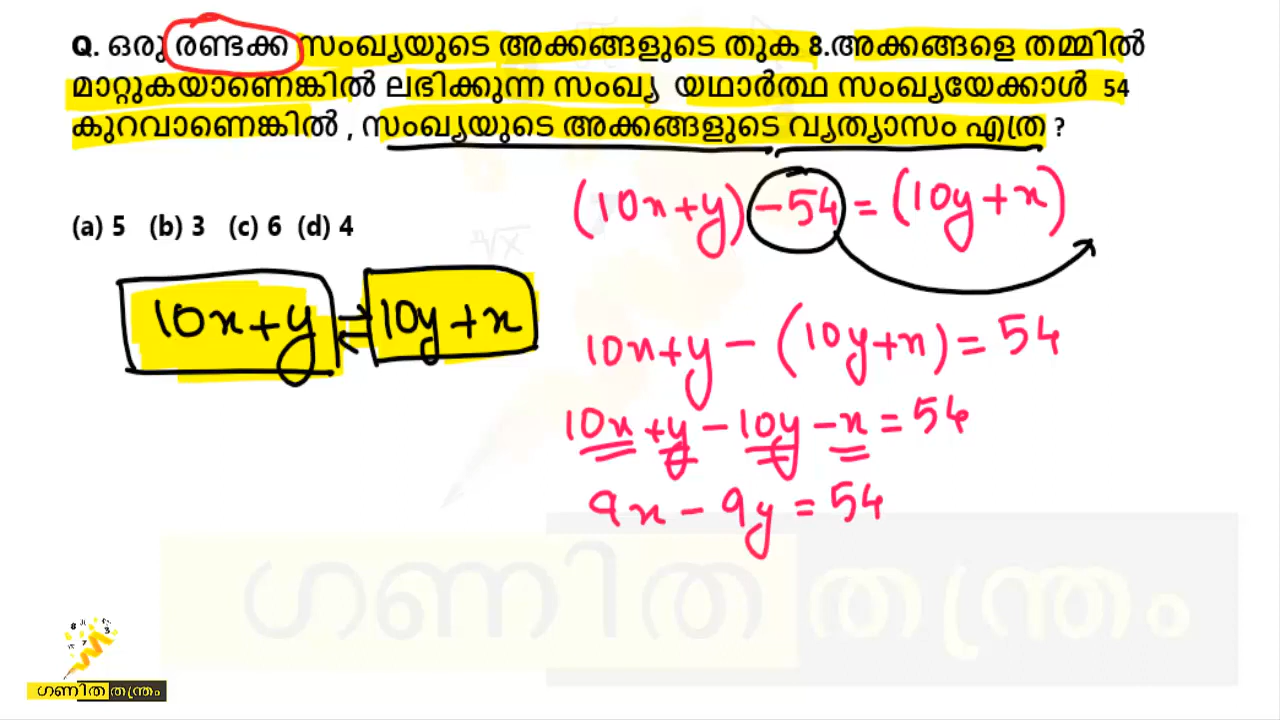 Q. ഒരു രണ്ടക്ക സംഖ്യയുടെ അക്കങ്ങളുടെ തുക 8.അക്കങ്ങളെ തമ്മിൽ
മാറ്റുകയാണെങ്കിൽ ലഭിക്കുന്ന സംഖ്യ യഥാർത്ഥ സംഖ്യയേക്കാൾ 54
കുറവാണെങ്കിൽ , സംഖ്യയുടെ അക്കങ്ങളുടെ വ്യത്യാസം എത്ര ?
(10x+y) -54 = (10y+x)
(a) 5 (b) 3 (c) 6 (d) 4
10x+y 10y+x
10x+y - (10y+x) = 54
10x +y - 10y - x = 54
9x - 9y = 54
ഗണിത തന്ത്രം
ഗണിത തന്ത്രം